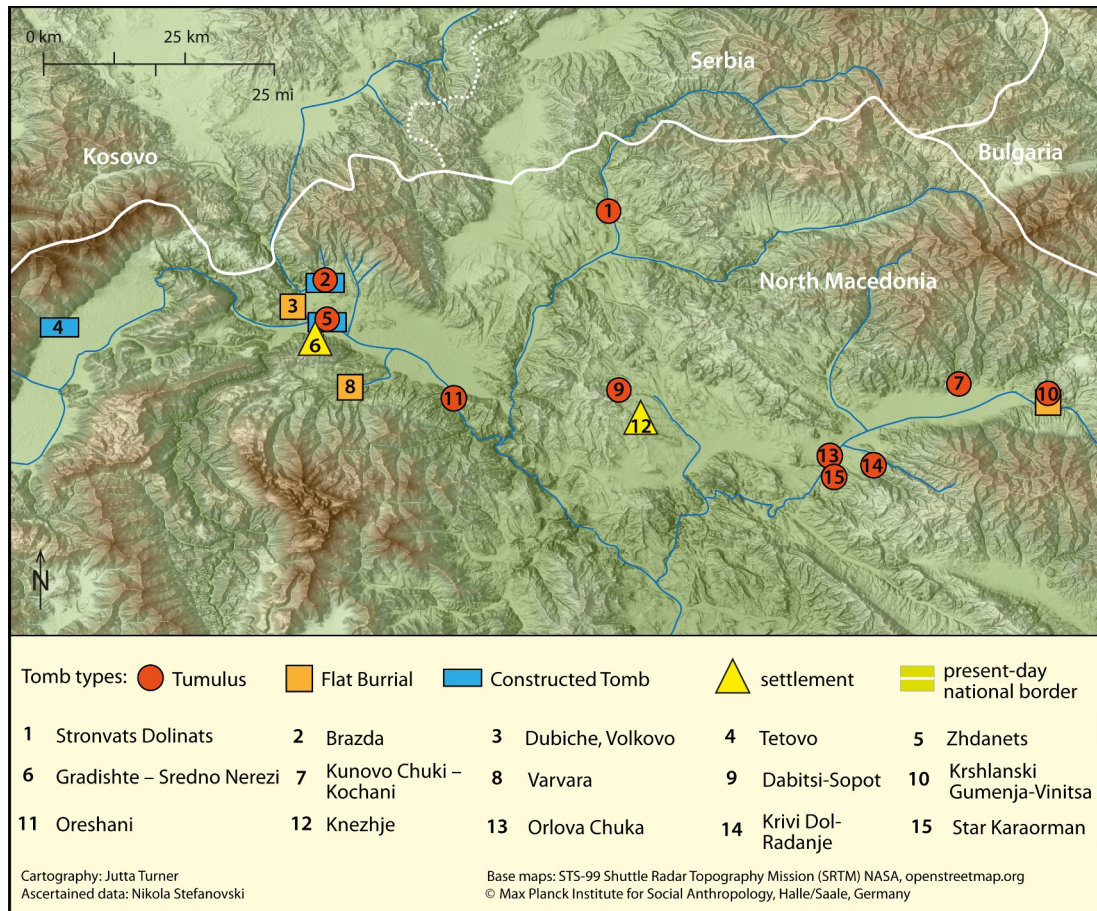 0 km 25 km
25 mi
Serbia
Kosovo
Bulgaria
1
North Macedonia
2
3
4
5
6
7
8
9
10
11
12
13
14
15
N
Tomb types: Tumulus Flat Burial Constructed Tomb settlement present-day
national border
1 Stronvats Dolinats 2 Brazda 3 Dubiche, Volkovo 4 Tetovo 5 Zhdanets
6 Gradishte – Sredno Nerezi 7 Kunovo Chuki –
Kochani 8 Varvara 9 Dabitsi-Sopot 10 Krshlanski
Gumenja-Vinitsa
11 Oreshani 12 Knezhje 13 Orlova Chuka 14 Krivi Dol-
Radanje 15 Star Karaorman
Cartography: Jutta Turner
Ascertained data: Nikola Stefanovski
Base maps: STS-99 Shuttle Radar Topography Mission (SRTM) NASA, openstreetmap.org
© Max Planck Institute for Social Anthropology, Halle/Saale, Germany